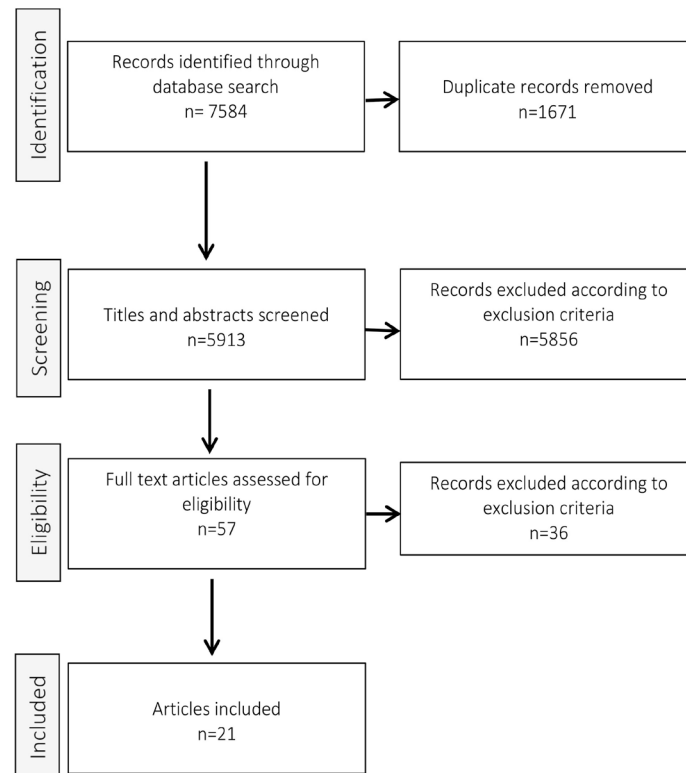 Identification
Records identified through
database search
n= 7584
Duplicate records removed
n=1671
Screening
Titles and abstracts screened
n=5913
Records excluded according to
exclusion criteria
n=5856
Eligibility
Full text articles assessed for
eligibility
n=57
Records excluded according to
exclusion criteria
n=36
Included
Articles included
n=21